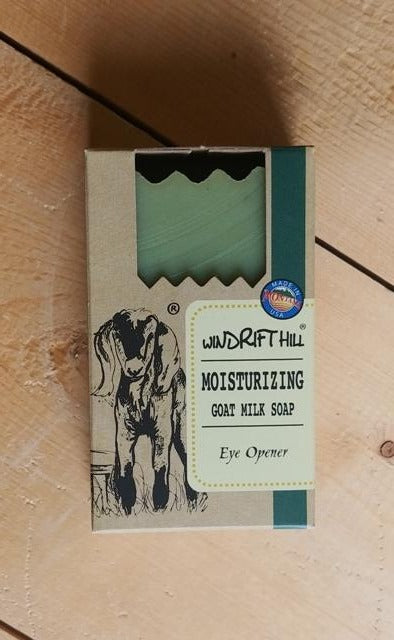 MADE IN
USA
®
WINDRIFT HILL®
MOISTURIZING
GOAT MILK SOAP
Eye Opener